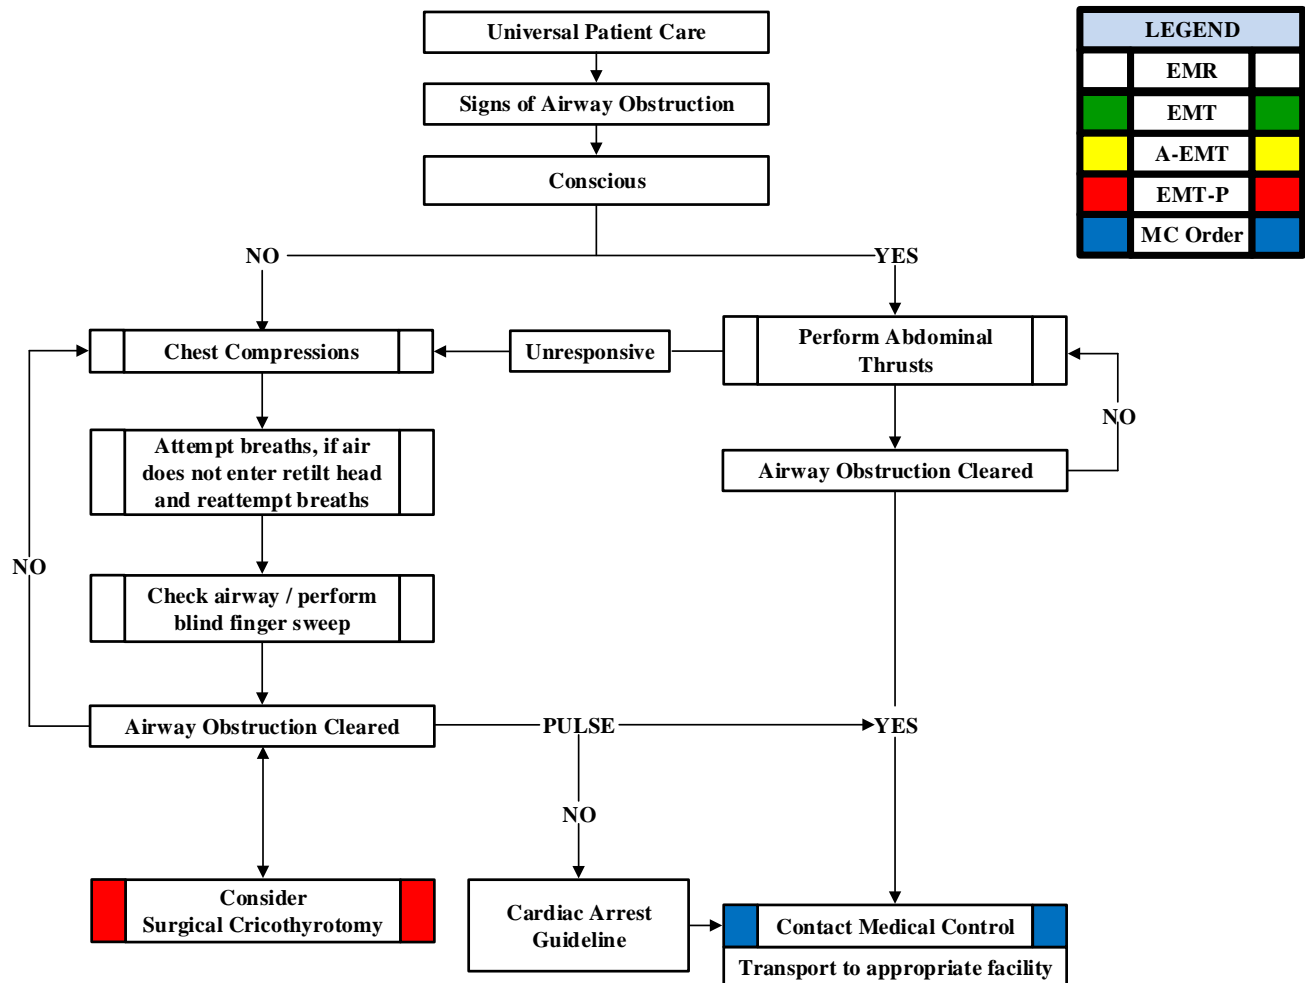 Universal Patient Care
LEGEND
EMR
EMT
A-EMT
EMT-P
MC Order
Signs of Airway Obstruction
Conscious
NO
YES
Chest Compressions
Unresponsive
Perform Abdominal
Thrusts
NO
Attempt breaths, if air
does not enter retilt head
and reattempt breaths
Airway Obstruction Cleared
NO
Check airway / perform
blind finger sweep
Airway Obstruction Cleared
PULSE
YES
NO
Consider
Surgical Cricothyrotomy
Cardiac Arrest
Guideline
Contact Medical Control
Transport to appropriate facility